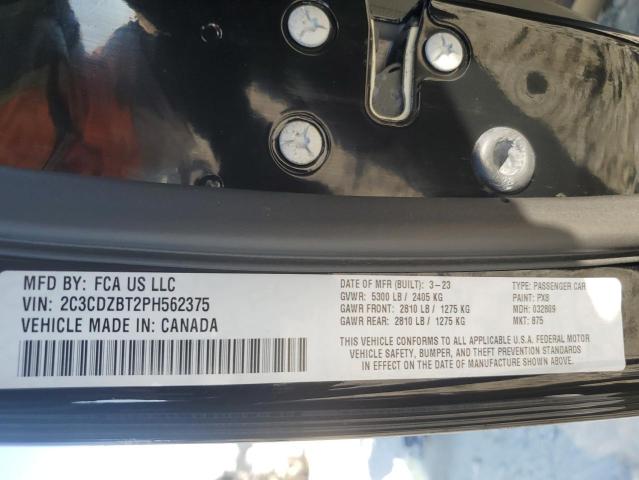 MFD BY: FCA US LLC
VIN: 2C3CDZBT2PH562375
VEHICLE MADE IN: CANADA
DATE OF MFR (BUILT): 3-23
GVWR: 5300 LB / 2405 KG
GAWR FRONT: 2810 LB / 1275 KG
GAWR REAR: 2810 LB / 1275 KG
TYPE: PASSENGER CAR
PAINT: PX8
MDH: 032809
MKT: 875
THIS VEHICLE CONFORMS TO ALL APPLICABLE U.S.A. FEDERAL MOTOR
VEHICLE SAFETY, BUMPER, AND THEFT PREVENTION STANDARDS
IN EFFECT ON THE DATE OF MANUFACTURE SHOWN ABOVE.